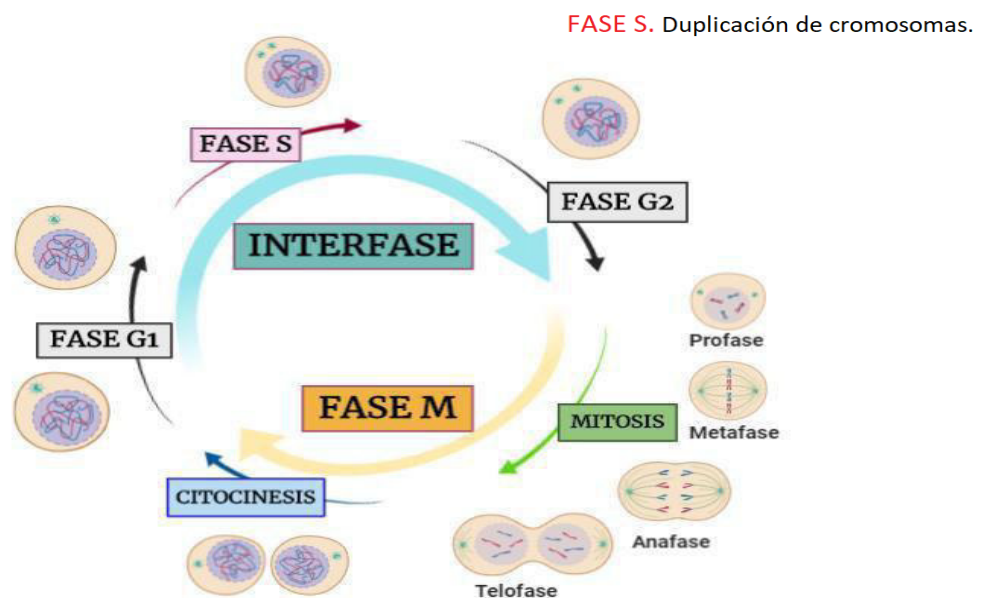 FASE S. Duplicación de cromosomas.
FASE S
FASE G2
INTERFASE
FASE G1
Profase
FASE M
MITOSIS
Metafase
CITOCINESIS
Anafase
Telofase